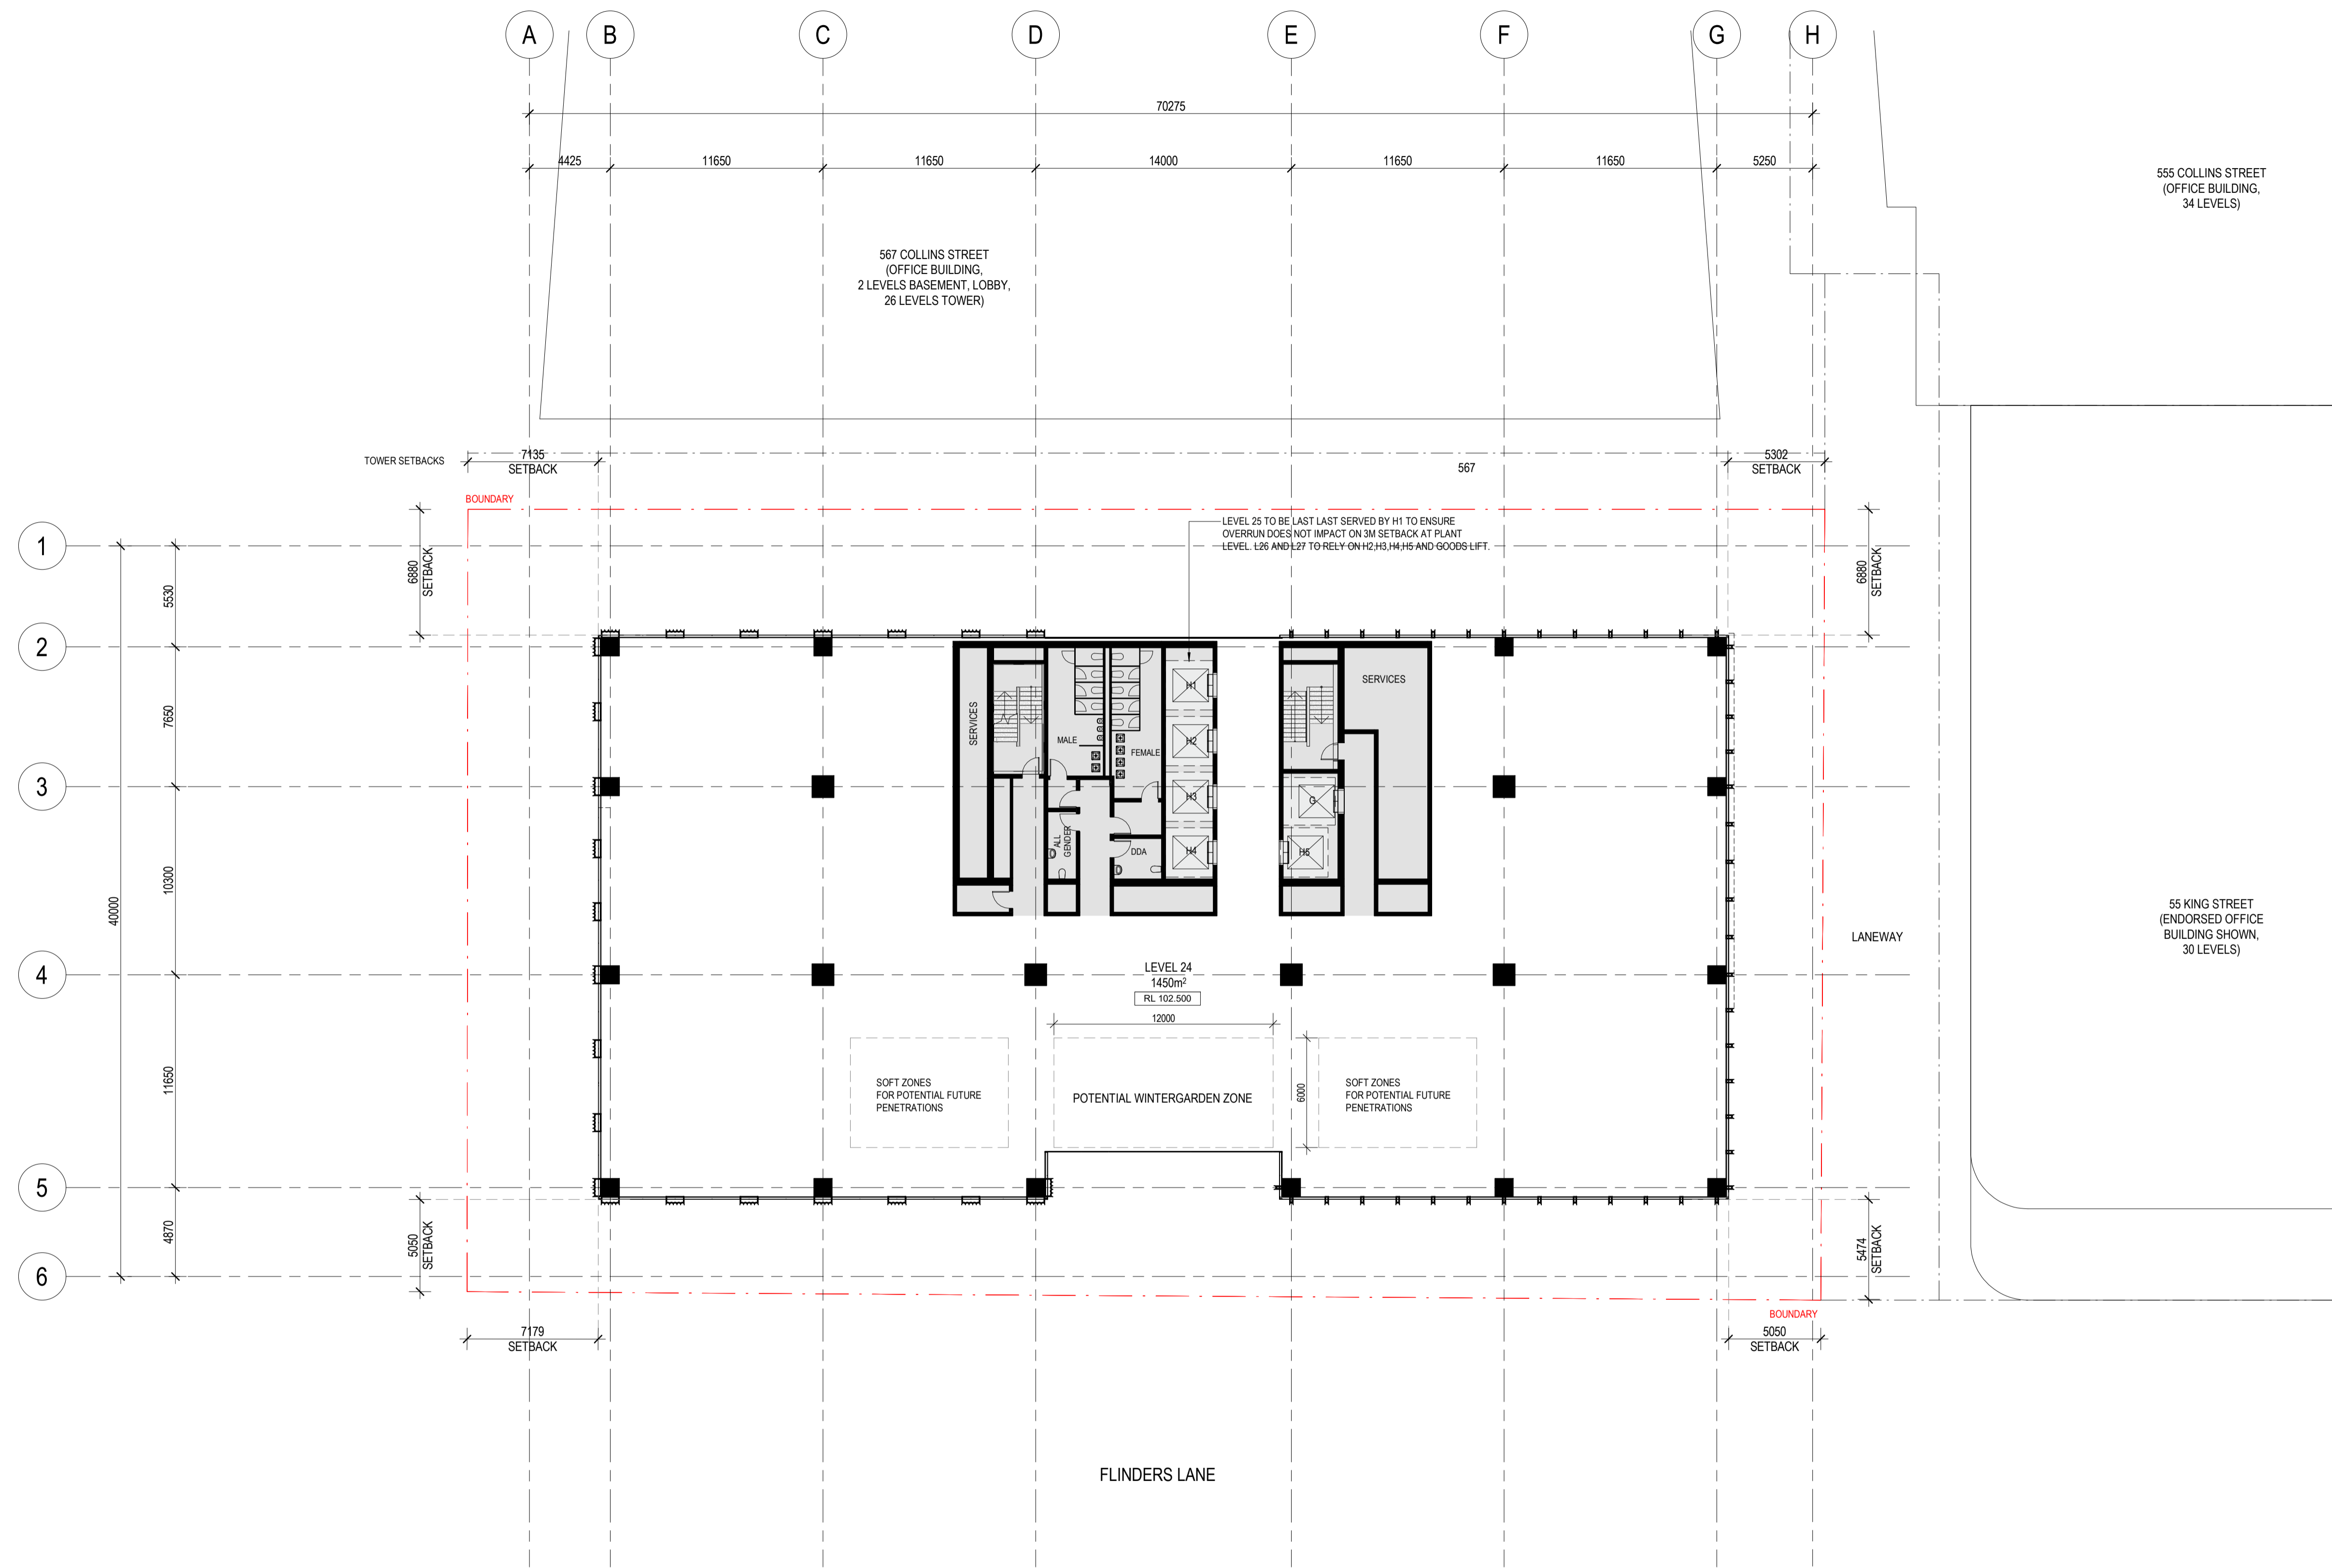 A
B
C
D
E
F
G
H
70275
4425
11650
11650
14000
11650
11650
5250
555 COLLINS STREET
(OFFICE BUILDING,
34 LEVELS)
567 COLLINS STREET
(OFFICE BUILDING,
2 LEVELS BASEMENT, LOBBY,
26 LEVELS TOWER)
TOWER SETBACKS
7135
SETBACK
567
5302
SETBACK
BOUNDARY
LEVEL 25 TO BE LAST LAST SERVED BY H1 TO ENSURE
OVERRUN DOES NOT IMPACT ON 3M SETBACK AT PLANT
LEVEL. L26 AND L27 TO RELY ON H2,H3,H4,H5 AND GOODS LIFT.
1
2
3
4
5
6
40000
5530
7650
10300
11650
4870
6880
SETBACK
6880
SETBACK
SERVICES
MALE
FEMALE
ALL
GENDER
DDA
H1
H2
H3
H4
SERVICES
G
H5
LANEWAY
55 KING STREET
(ENDORSED OFFICE
BUILDING SHOWN,
30 LEVELS)
LEVEL 24
1450m²
RL 102.500
12000
6000
SOFT ZONES
FOR POTENTIAL FUTURE
PENETRATIONS
POTENTIAL WINTERGARDEN ZONE
SOFT ZONES
FOR POTENTIAL FUTURE
PENETRATIONS
5050
SETBACK
5474
SETBACK
BOUNDARY
7179
SETBACK
5050
SETBACK
FLINDERS LANE